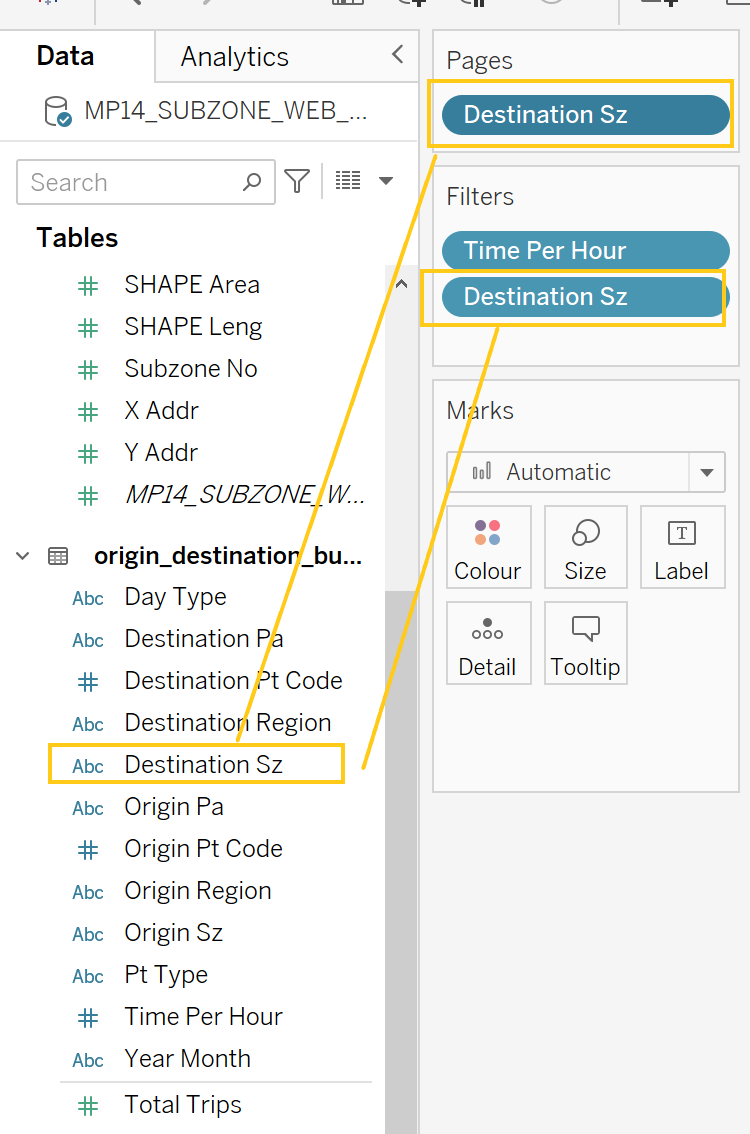 Data
Analytics
MP14_SUBZONE_WEB_...
Search
Tables
SHAPE Area
SHAPE Leng
Subzone No
X Addr
Y Addr
MP14_SUBZONE_W...
origin_destination_bu...
Abc Day Type
Abc Destination Pa
Destination Pt Code
Abc Destination Region
Abc Destination Sz
Abc Origin Pa
Origin Pt Code
Abc Origin Region
Abc Origin Sz
Abc Pt Type
Time Per Hour
Abc Year Month
Total Trips
Pages
Destination Sz
Filters
Time Per Hour
Destination Sz
Marks
Automatic
Colour
Size
T
Label
Detail
Tooltip